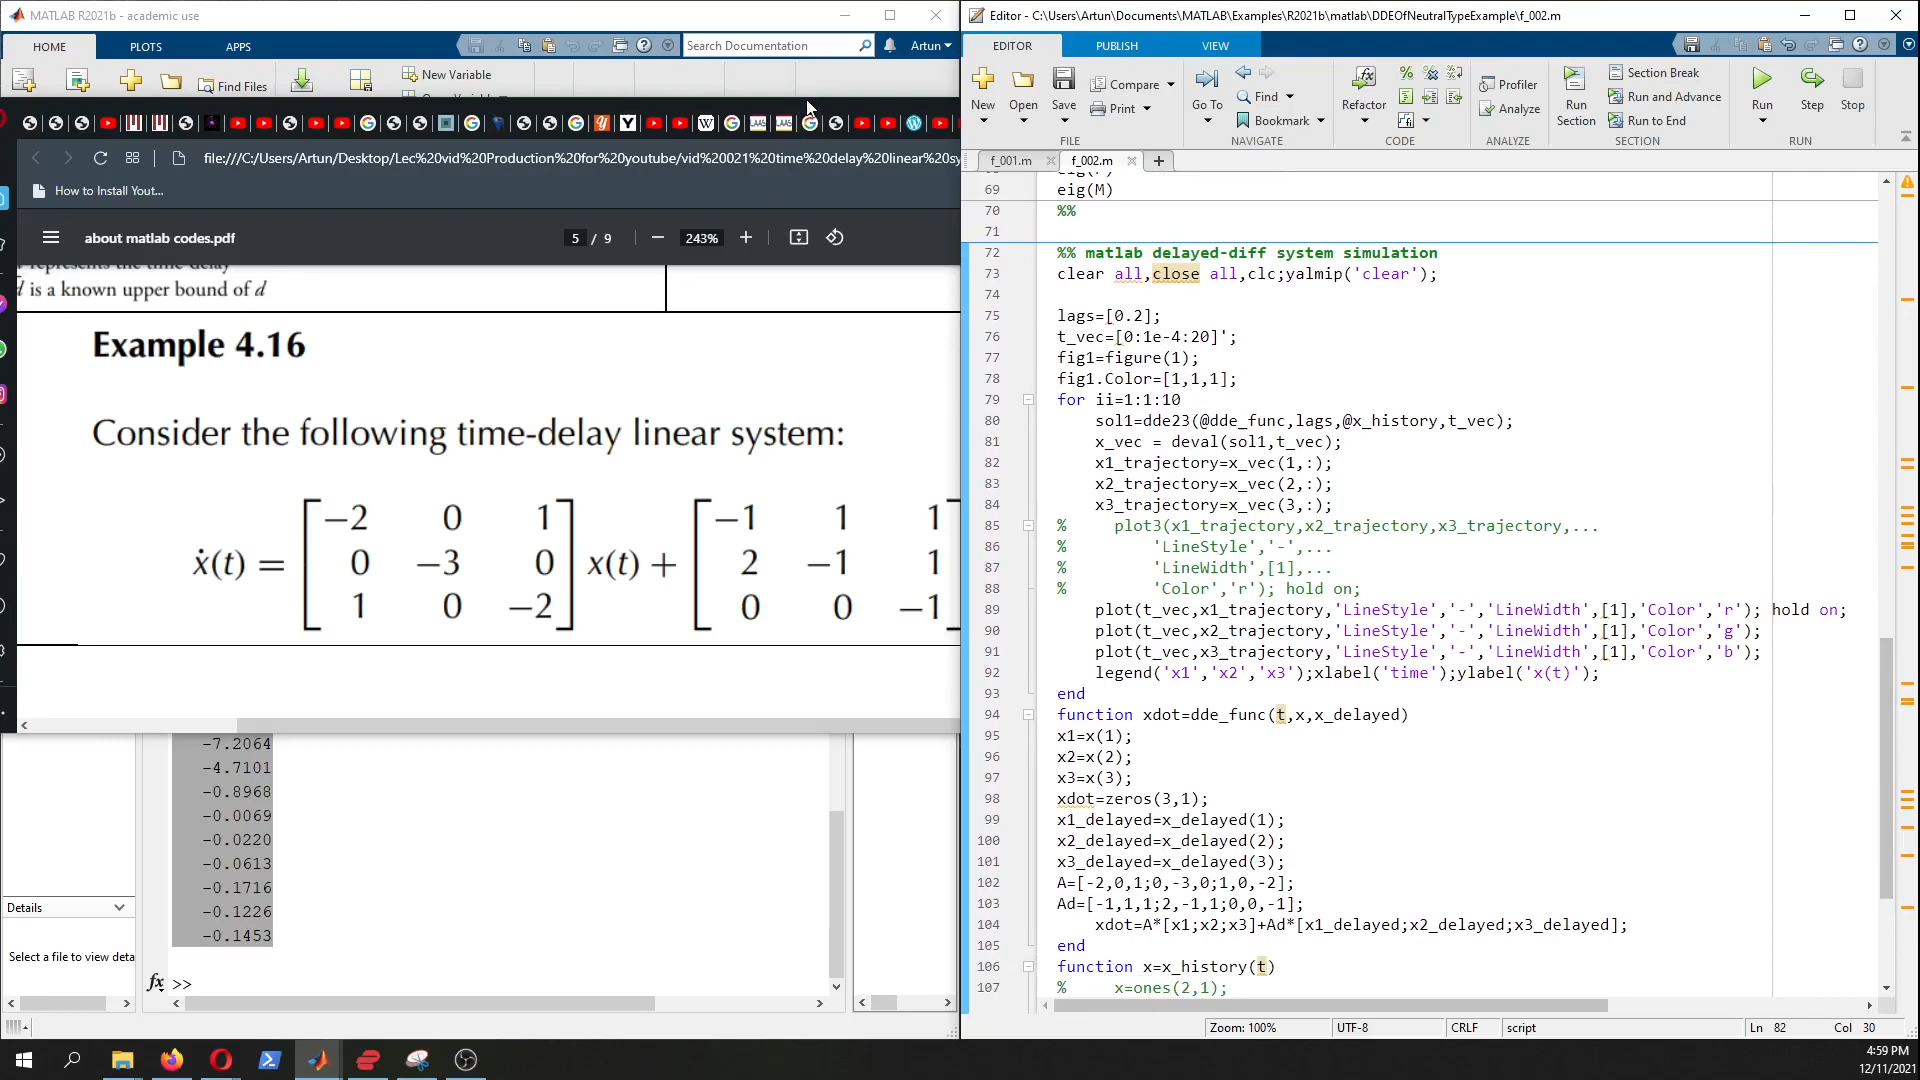 MATLAB R2021b - academic use
HOME PLOTS APPS
Search Documentation
Artun
Find Files
New Variable
file:///C:/Users/Artun/Desktop/Lec%20vid%20Production%20for%20youtube/vid%20021%20time%20delay%20linear%20sy
How to Install Yout...
about matlab codes.pdf
5 / 9
243%
represents the time delay
d is a known upper bound of d
Example 4.16
Consider the following time-delay linear system:
−2 0 1 −1 1 1
ẋ(t) = 0 −3 0 x(t) + 2 −1 1
1 0 −2 0 0 −1
-7.2064
-4.7101
-0.8968
-0.0069
-0.0220
-0.0613
-0.1716
-0.1226
-0.1453
fx >>
Details
Select a file to view deta
Editor - C:\Users\Artun\Documents\MATLAB\Examples\R2021b\matlab\DDEOfNeutralTypeExample\f_002.m
EDITOR PUBLISH VIEW
New Open Save Compare Print
FILE
Go To Find Bookmark
NAVIGATE
Refactor
CODE
Profiler
Analyze
ANALYZE
Run Section
Section Break
Run and Advance
Run to End
SECTION
Run Step Stop
RUN
f_001.m f_002.m
69 eig(M)
70 %%
71
72 %% matlab delayed-diff system simulation
73 clear all,close all,clc;yalmip('clear');
74
75 lags=[0.2];
76 t_vec=[0:1e-4:20]';
77 fig1=figure(1);
78 fig1.Color=[1,1,1];
79 for ii=1:1:10
80 sol1=dde23(@dde_func,lags,@x_history,t_vec);
81 x_vec = deval(sol1,t_vec);
82 x1_trajectory=x_vec(1,:);
83 x2_trajectory=x_vec(2,:);
84 x3_trajectory=x_vec(3,:);
85 % plot3(x1_trajectory,x2_trajectory,x3_trajectory,...
86 % 'LineStyle','-',...
87 % 'LineWidth',[1],...
88 % 'Color','r'); hold on;
89 plot(t_vec,x1_trajectory,'LineStyle','-','LineWidth',[1],'Color','r'); hold on;
90 plot(t_vec,x2_trajectory,'LineStyle','-','LineWidth',[1],'Color','g');
91 plot(t_vec,x3_trajectory,'LineStyle','-','LineWidth',[1],'Color','b');
92 legend('x1','x2','x3');xlabel('time');ylabel('x(t)');
93 end
94 function xdot=dde_func(t,x,x_delayed)
95 x1=x(1);
96 x2=x(2);
97 x3=x(3);
98 xdot=zeros(3,1);
99 x1_delayed=x_delayed(1);
100 x2_delayed=x_delayed(2);
101 x3_delayed=x_delayed(3);
102 A=[-2,0,1;0,-3,0;1,0,-2];
103 Ad=[-1,1,1;2,-1,1;0,0,-1];
104 xdot=A*[x1;x2;x3]+Ad*[x1_delayed;x2_delayed;x3_delayed];
105 end
106 function x=x_history(t)
107 % x=ones(2,1);
Zoom: 100% UTF-8 CRLF script Ln 82 Col 30
4:59 PM
12/11/2021